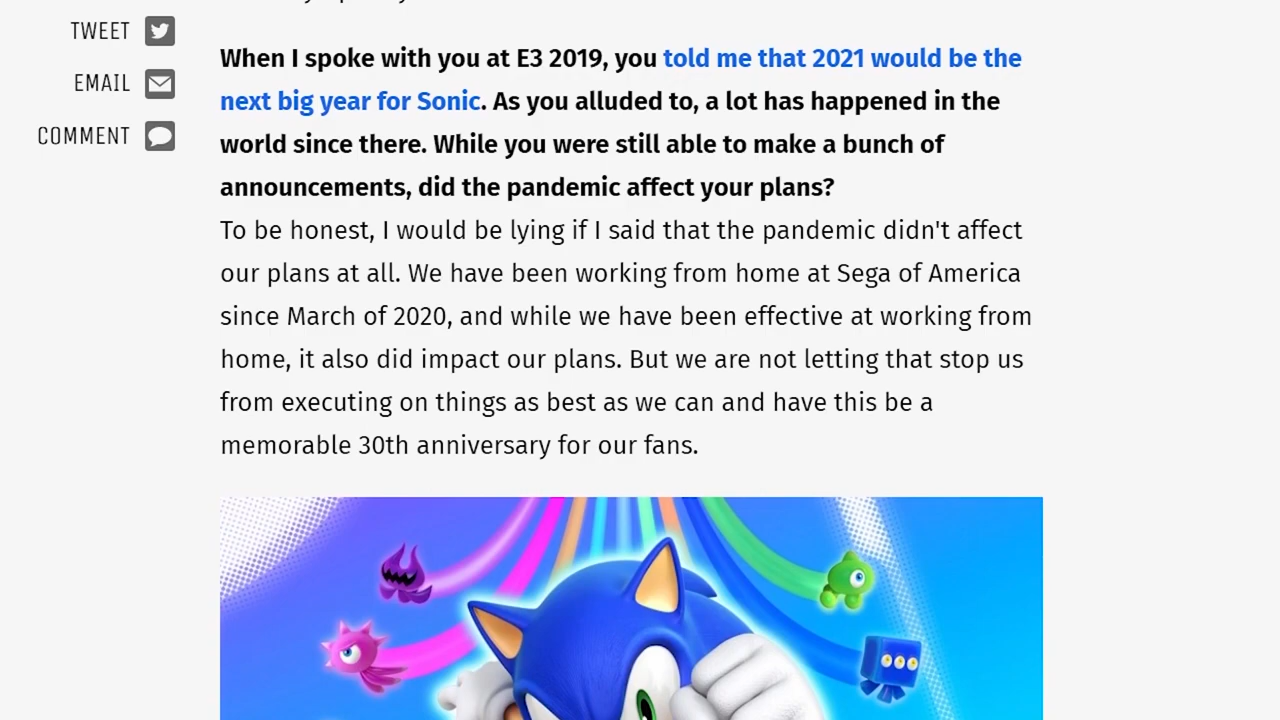 TWEET
EMAIL
COMMENT
When I spoke with you at E3 2019, you told me that 2021 would be the
next big year for Sonic. As you alluded to, a lot has happened in the
world since there. While you were still able to make a bunch of
announcements, did the pandemic affect your plans?
To be honest, I would be lying if I said that the pandemic didn't affect
our plans at all. We have been working from home at Sega of America
since March of 2020, and while we have been effective at working from
home, it also did impact our plans. But we are not letting that stop us
from executing on things as best as we can and have this be a
memorable 30th anniversary for our fans.